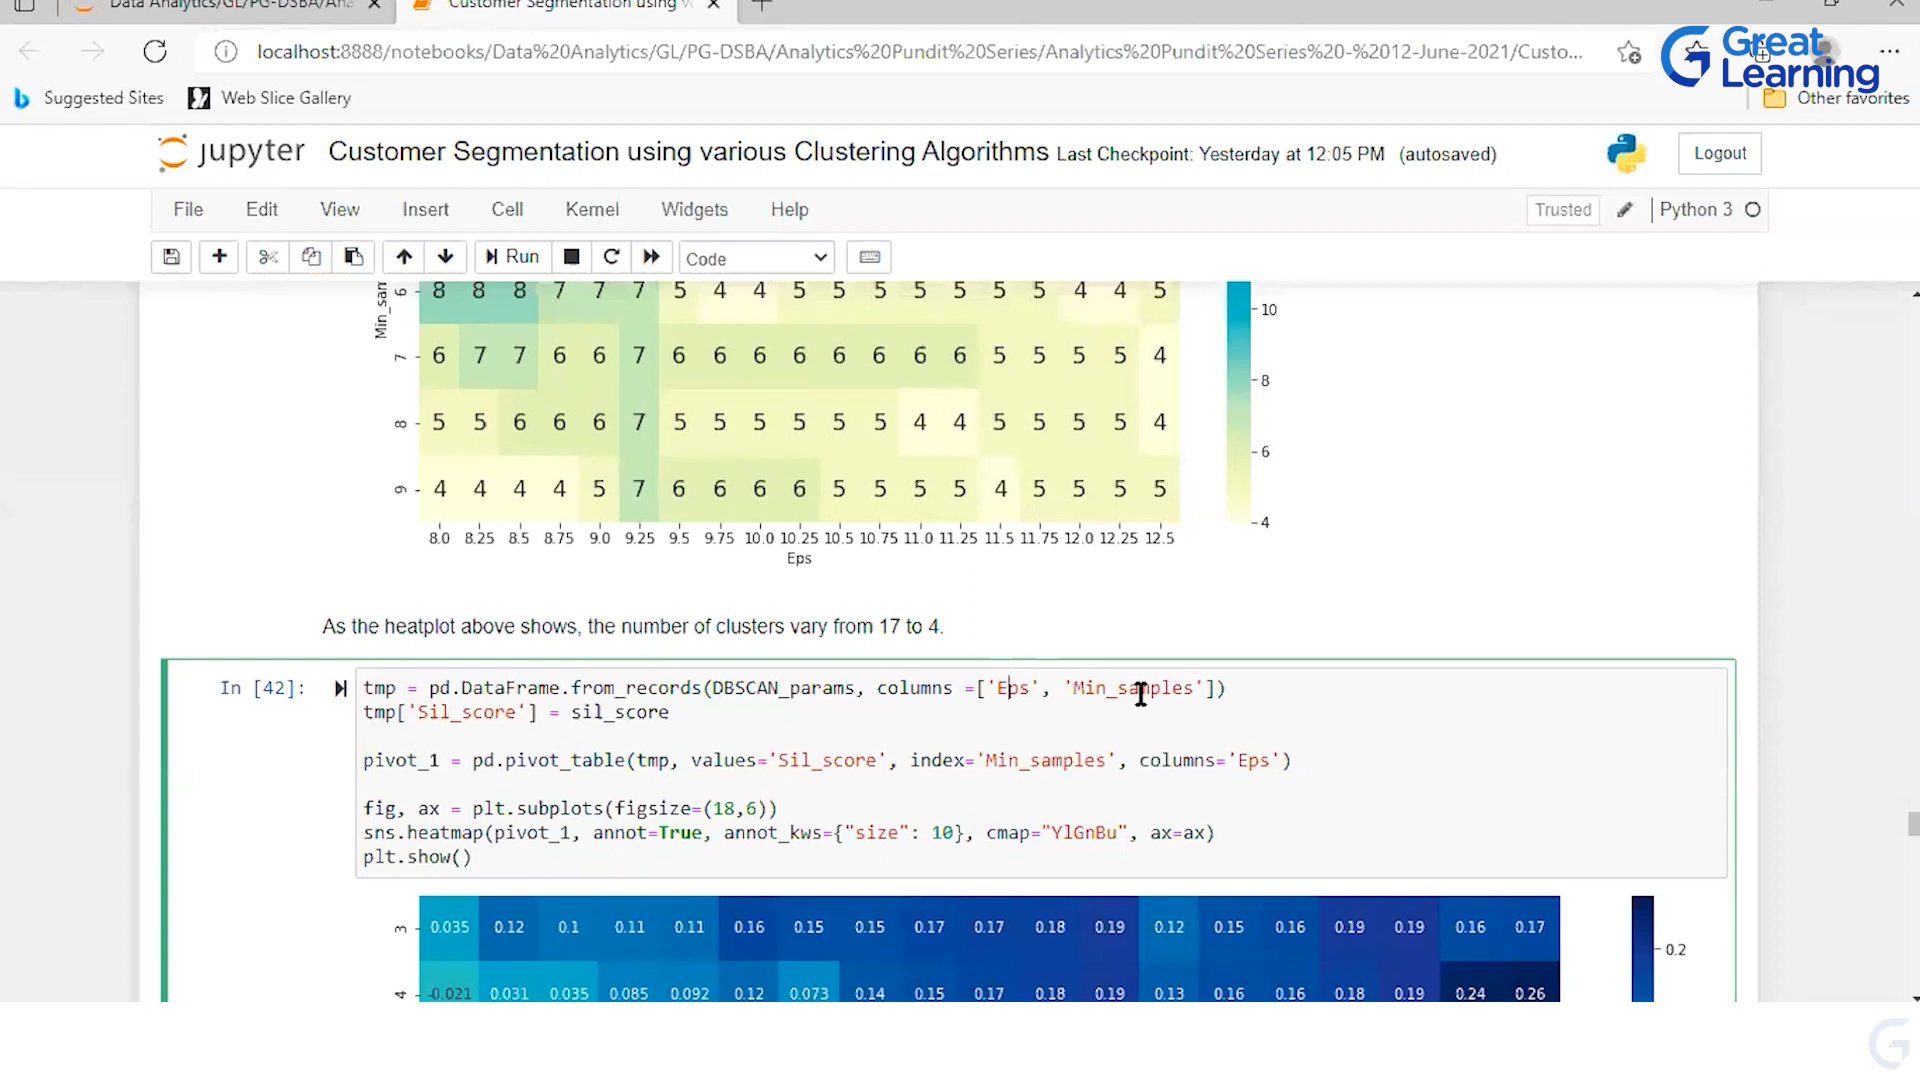 Data Analytics/GL/PG-DSBA/Ana
Customer Segmentation using v
localhost:8888/notebooks/Data%20Analytics/GL/PG-DSBA/Analytics%20Pundit%20Series/Analytics%20Pundit%20Series%20-%2012-June-2021/Custo...
Great Learning
Suggested Sites Web Slice Gallery Other favorites
jupyter Customer Segmentation using various Clustering Algorithms Last Checkpoint: Yesterday at 12:05 PM (autosaved) Logout
File Edit View Insert Cell Kernel Widgets Help Trusted Python 3
Run Code
Min_sam
6 8 8 8 7 7 7 5 4 4 5 5 5 5 5 5 5 4 4 5
7 6 7 7 6 6 7 6 6 6 6 6 6 6 6 5 5 5 5 4
8 5 5 6 6 6 7 5 5 5 5 5 5 4 4 5 5 5 5 4
9 4 4 4 4 5 7 6 6 6 6 5 5 5 5 4 5 5 5 5
10
8
6
4
8.0 8.25 8.5 8.75 9.0 9.25 9.5 9.75 10.0 10.25 10.5 10.75 11.0 11.25 11.5 11.75 12.0 12.25 12.5
Eps
As the heatplot above shows, the number of clusters vary from 17 to 4.
In [42]:
tmp = pd.DataFrame.from_records(DBSCAN_params, columns =['Eps', 'Min_samples'])
tmp['Sil_score'] = sil_score
pivot_1 = pd.pivot_table(tmp, values='Sil_score', index='Min_samples', columns='Eps')
fig, ax = plt.subplots(figsize=(18,6))
sns.heatmap(pivot_1, annot=True, annot_kws={"size": 10}, cmap="YlGnBu", ax=ax)
plt.show()
3 0.035 0.12 0.1 0.11 0.11 0.16 0.15 0.15 0.17 0.17 0.18 0.19 0.12 0.15 0.16 0.19 0.19 0.16 0.17
0.2
4 -0.021 0.031 0.035 0.085 0.092 0.12 0.073 0.14 0.15 0.17 0.18 0.19 0.13 0.16 0.16 0.18 0.19 0.24 0.26